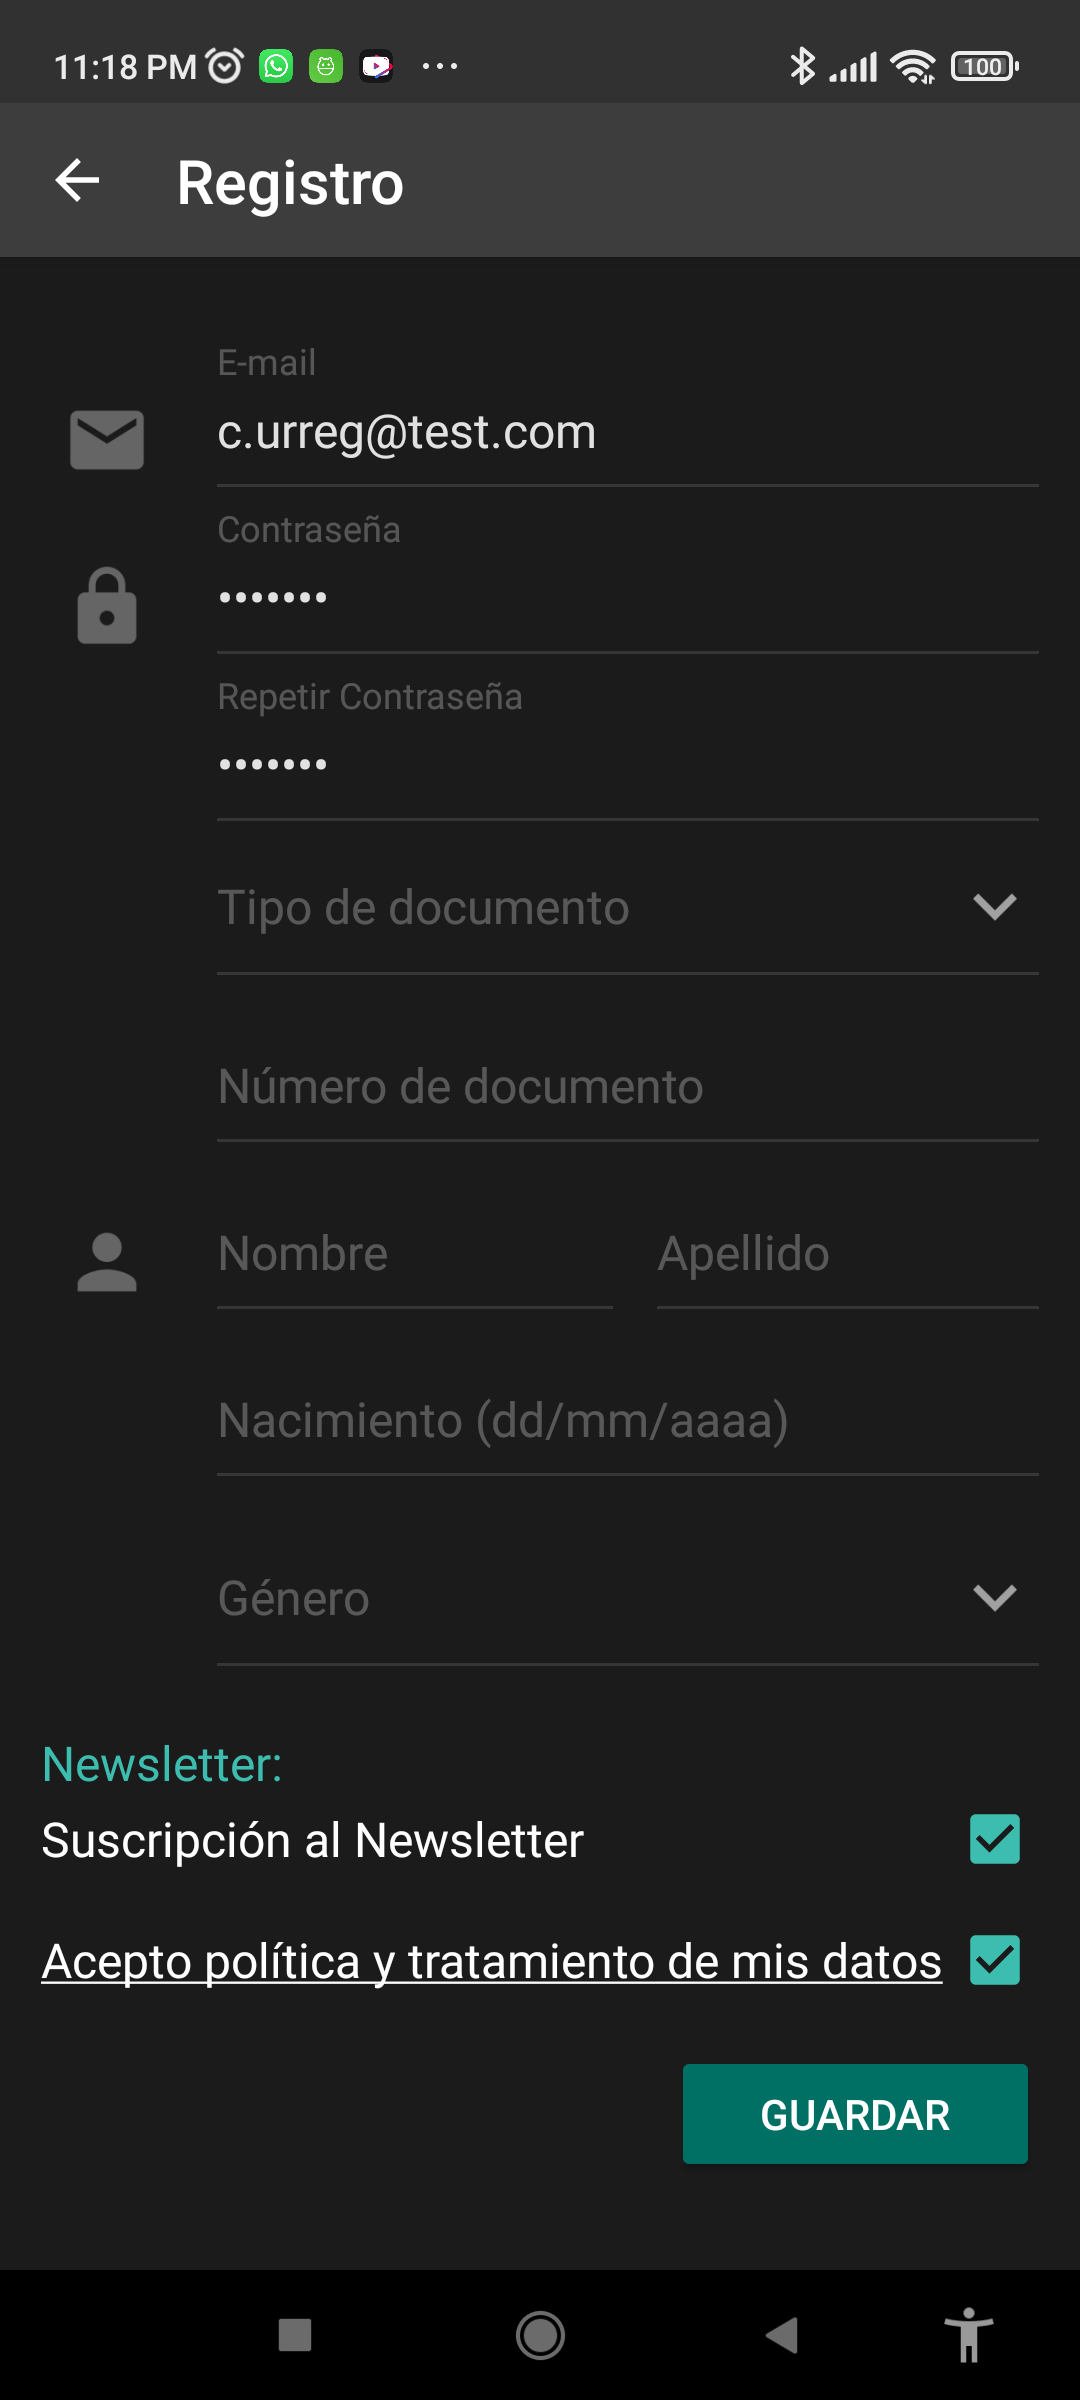 11:18 PM
100
Registro
E-mail
c.urreg@test.com
Contraseña
•••••••
Repetir Contraseña
•••••••
Tipo de documento
Número de documento
Nombre Apellido
Nacimiento (dd/mm/aaaa)
Género
Newsletter:
Suscripción al Newsletter
Acepto política y tratamiento de mis datos
GUARDAR